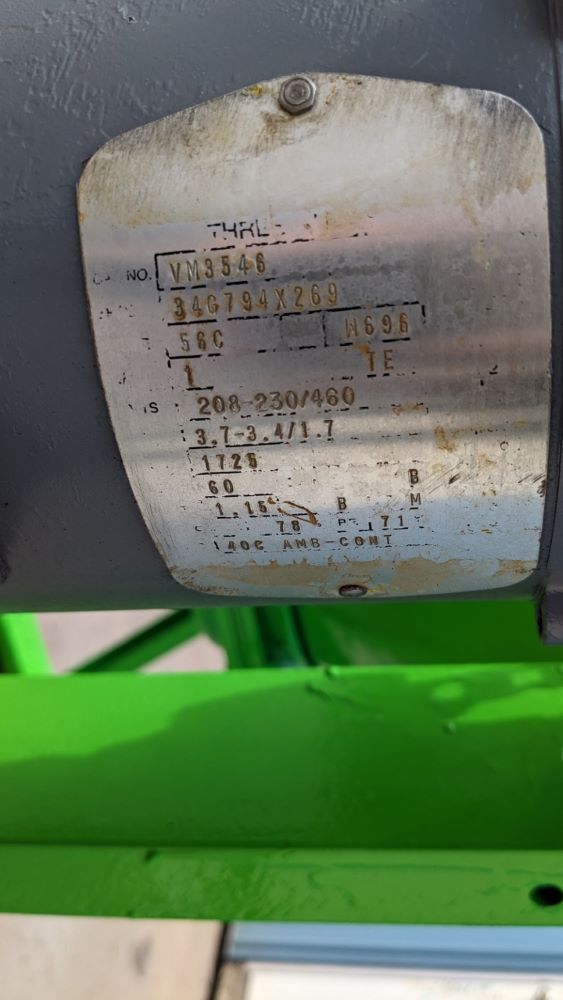 NO. VM3546
34G794X269
56C W696
1 TE
208-230/460
3.7-3.4/1.7
1725
60 B
1.15 B M
78 71
40C AMB-CONT